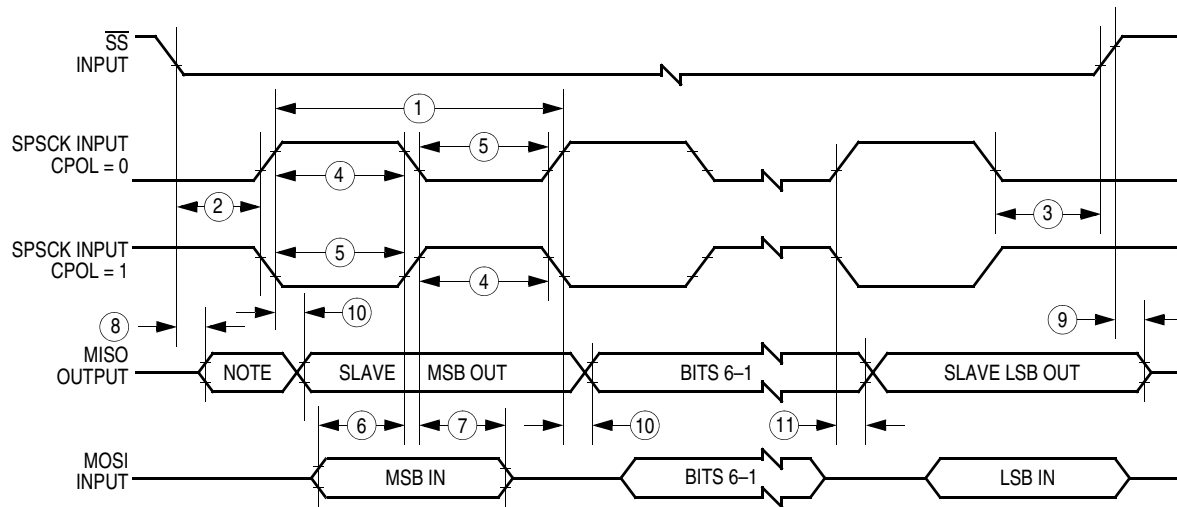 SS
INPUT
1
SPSCK INPUT
CPOL = 0
5
4
2
3
SPSCK INPUT
CPOL = 1
5
4
8
10
9
MISO
OUTPUT
NOTE
SLAVE MSB OUT
BITS 6–1
SLAVE LSB OUT
6
7
10
11
MOSI
INPUT
MSB IN
BITS 6–1
LSB IN